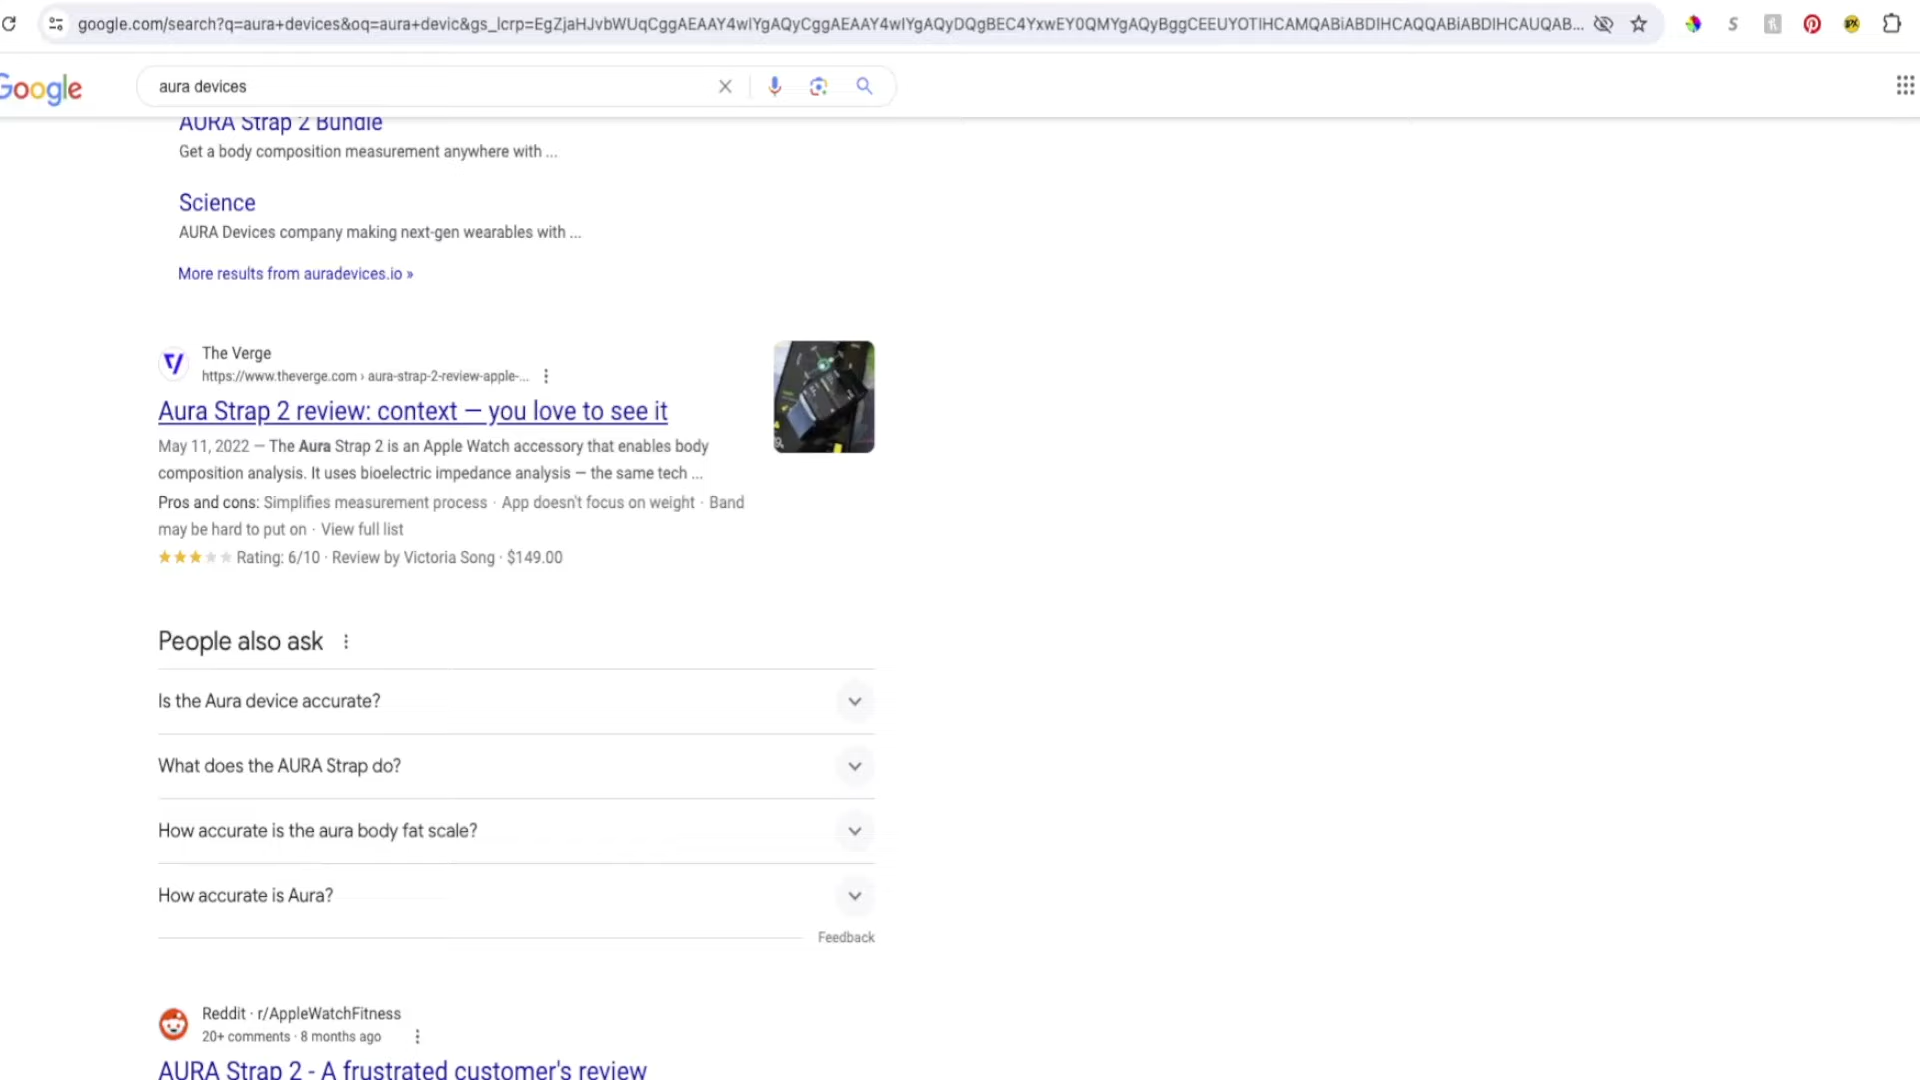 google.com/search?q=aura+devices&oq=aura+devic&gs_lcrp=EgZjaHJvbWUqCggAEAAY4wIYgAQyCggAEAAY4wIYgAQyDQgBEC4YxwEY0QMYgAQyBggCEEUYOTIHCAMQABiABDIHCAQQABiABDIHCAUQAB...
Google
aura devices
AURA Strap 2 Bundle
Get a body composition measurement anywhere with ...
Science
AURA Devices company making next-gen wearables with ...
More results from auradevices.io »
The Verge
https://www.theverge.com › aura-strap-2-review-apple-...
Aura Strap 2 review: context — you love to see it
May 11, 2022 — The Aura Strap 2 is an Apple Watch accessory that enables body
composition analysis. It uses bioelectric impedance analysis — the same tech ...
Pros and cons: Simplifies measurement process · App doesn't focus on weight · Band
may be hard to put on · View full list
Rating: 6/10 · Review by Victoria Song · $149.00
People also ask
Is the Aura device accurate?
What does the AURA Strap do?
How accurate is the aura body fat scale?
How accurate is Aura?
Feedback
Reddit · r/AppleWatchFitness
20+ comments · 8 months ago
AURA Strap 2 - A frustrated customer's review